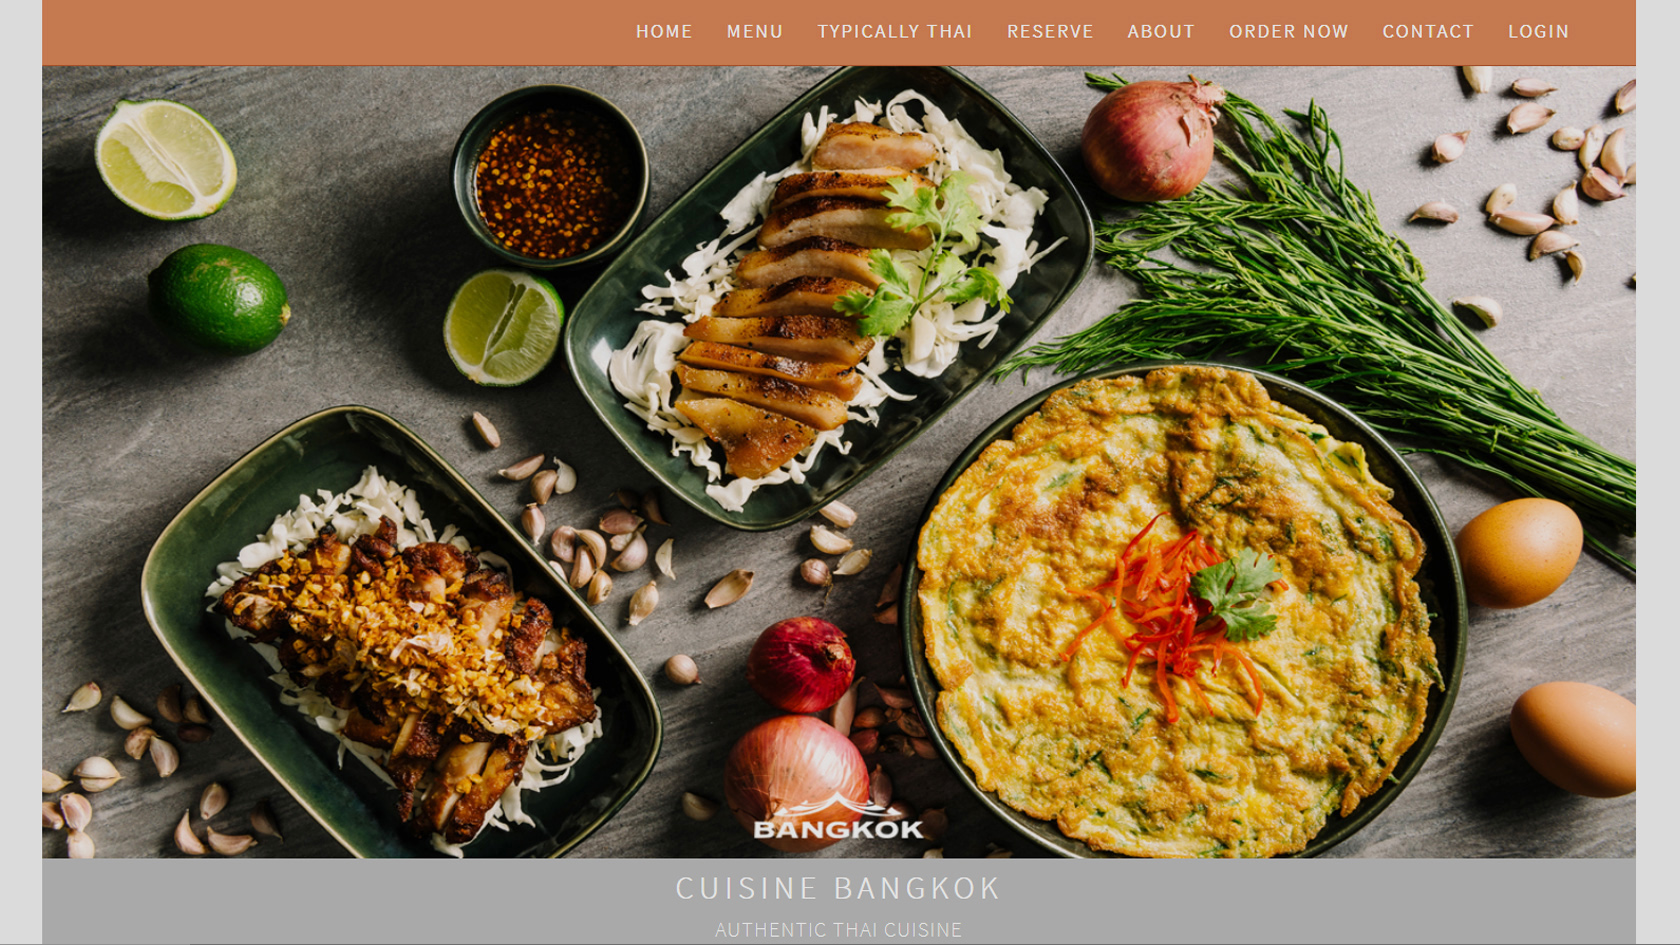 HOME MENU TYPICALLY THAI RESERVE ABOUT ORDER NOW CONTACT LOGIN
BANGKOK
CUISINE BANGKOK
AUTHENTIC THAI CUISINE